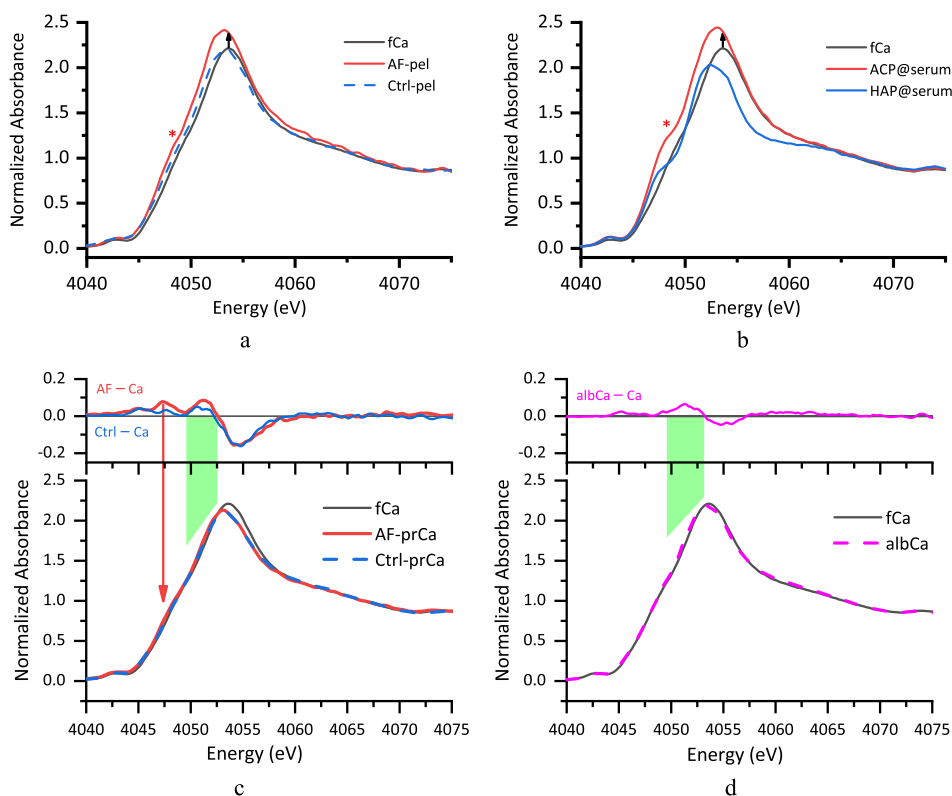 2.5
2.0
1.5
1.0
0.5
0.0
Normalized Absorbance
fCa
AF-pel
Ctrl-pel
*
4040 4050 4060 4070
Energy (eV)
a
2.5
2.0
1.5
1.0
0.5
0.0
Normalized Absorbance
fCa
ACP@serum
HAP@serum
*
4040 4050 4060 4070
Energy (eV)
b
0.2
0.0
-0.2
AF − Ca
Ctrl − Ca
2.5
2.0
1.5
1.0
0.5
0.0
Normalized Absorbance
fCa
AF-prCa
Ctrl-prCa
4040 4045 4050 4055 4060 4065 4070 4075
Energy (eV)
c
0.2
0.0
-0.2
albCa − Ca
2.5
2.0
1.5
1.0
0.5
0.0
Normalized Absorbance
fCa
albCa
4040 4045 4050 4055 4060 4065 4070 4075
Energy (eV)
d